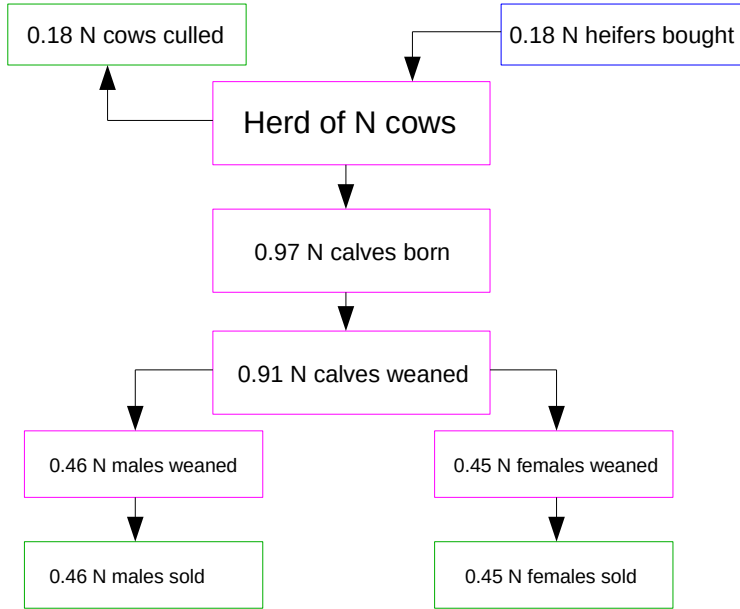 0.18 N cows culled
0.18 N heifers bought
Herd of N cows
0.97 N calves born
0.91 N calves weaned
0.46 N males weaned
0.45 N females weaned
0.46 N males sold
0.45 N females sold